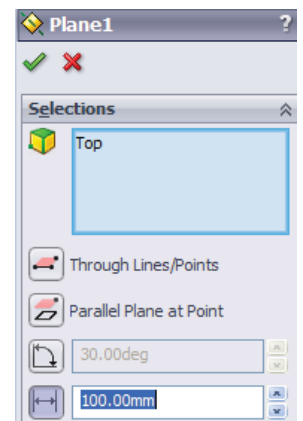 Plane1 ?
Selections
Top
Through Lines/Points
Parallel Plane at Point
30.00deg
100.00mm